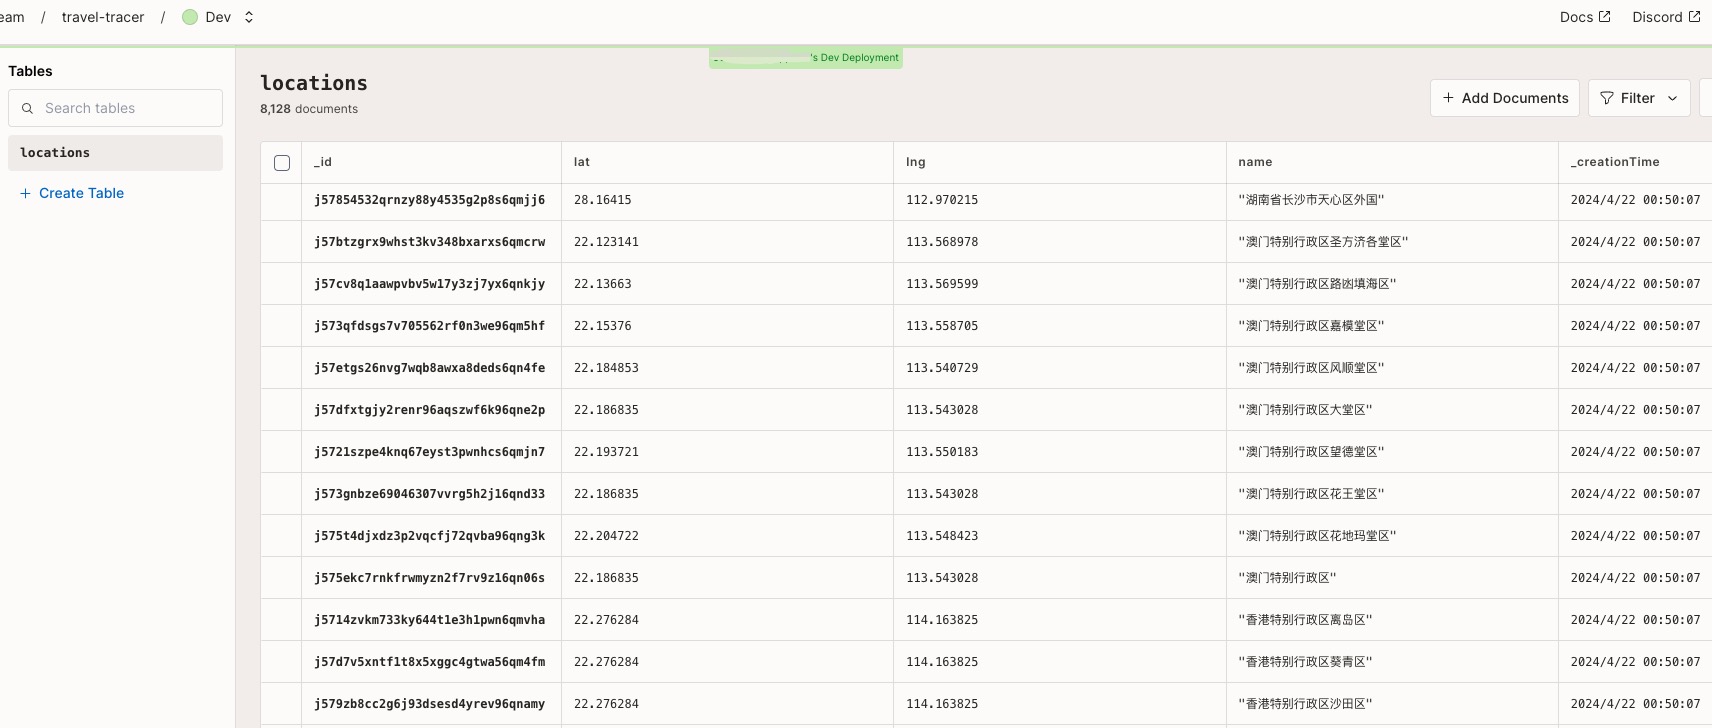 eam / travel-tracer / Dev
Docs
Discord
Tables
Search tables
locations
+ Create Table
's Dev Deployment
locations
8,128 documents
+ Add Documents
Filter
_id lat lng name _creationTime
j57854532qrnzy88y4535g2p8s6qmjj6 28.16415 112.970215 "湖南省长沙市天心区外国" 2024/4/22 00:50:07
j57btzgrx9whst3kv348bxarxs6qmcrw 22.123141 113.568978 "澳门特别行政区圣方济各堂区" 2024/4/22 00:50:07
j57cv8q1aawpvbv5w17y3zj7yx6qnkjy 22.13663 113.569599 "澳门特别行政区路凼填海区" 2024/4/22 00:50:07
j573qfdsgs7v705562rf0n3we96qm5hf 22.15376 113.558705 "澳门特别行政区嘉模堂区" 2024/4/22 00:50:07
j57etgs26nvg7wqb8awxa8deds6qn4fe 22.184853 113.540729 "澳门特别行政区风顺堂区" 2024/4/22 00:50:07
j57dfxtgjy2renr96aqszwf6k96qne2p 22.186835 113.543028 "澳门特别行政区大堂区" 2024/4/22 00:50:07
j5721szpe4knq67eyst3pwnhcs6qmjn7 22.193721 113.550183 "澳门特别行政区望德堂区" 2024/4/22 00:50:07
j573gnbze69046307vvrg5h2j16qnd33 22.186835 113.543028 "澳门特别行政区花王堂区" 2024/4/22 00:50:07
j575t4djxdz3p2vqcfj72qvba96qng3k 22.204722 113.548423 "澳门特别行政区花地玛堂区" 2024/4/22 00:50:07
j575ekc7rnkfrwmyzn2f7rv9z16qn06s 22.186835 113.543028 "澳门特别行政区" 2024/4/22 00:50:07
j5714zvkm733ky644t1e3h1pwn6qmvha 22.276284 114.163825 "香港特别行政区离岛区" 2024/4/22 00:50:07
j57d7v5xntf1t8x5xggc4gtwa56qm4fm 22.276284 114.163825 "香港特别行政区葵青区" 2024/4/22 00:50:07
j579zb8cc2g6j93dsesd4yrev96qnamy 22.276284 114.163825 "香港特别行政区沙田区" 2024/4/22 00:50:07